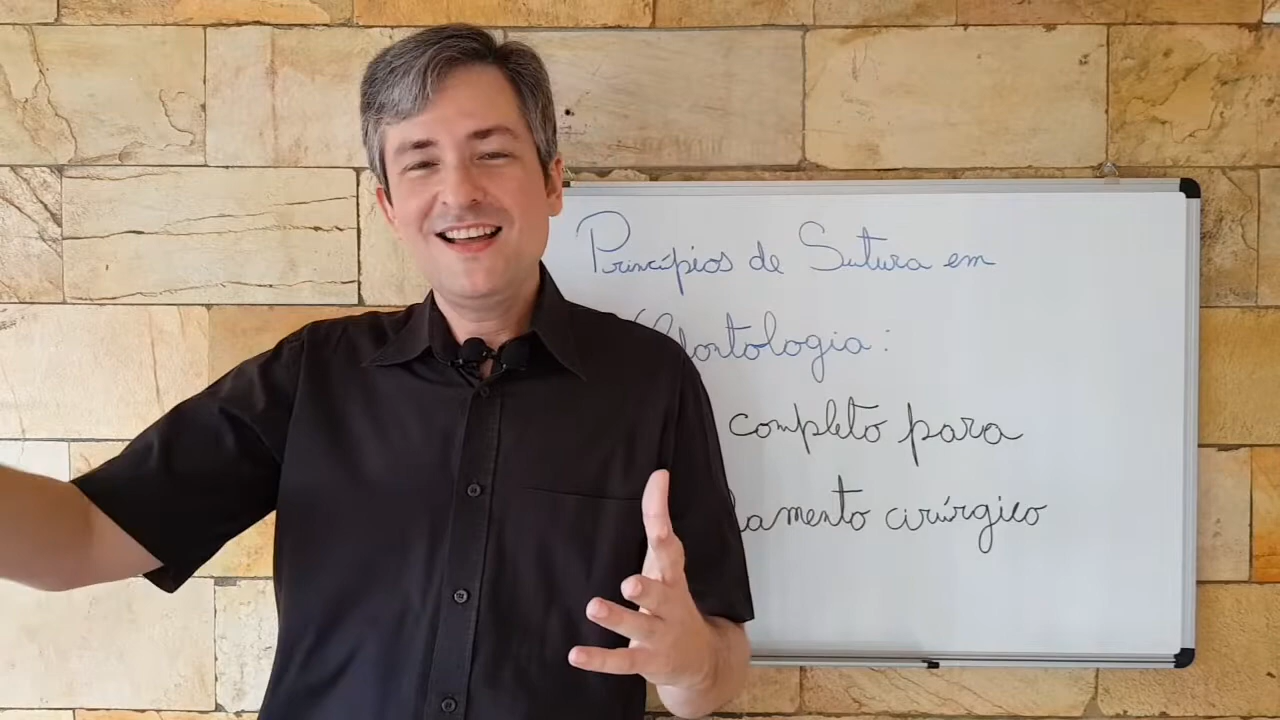 Princípios de Sutura em
Odontologia:
completo para
cirúrgico